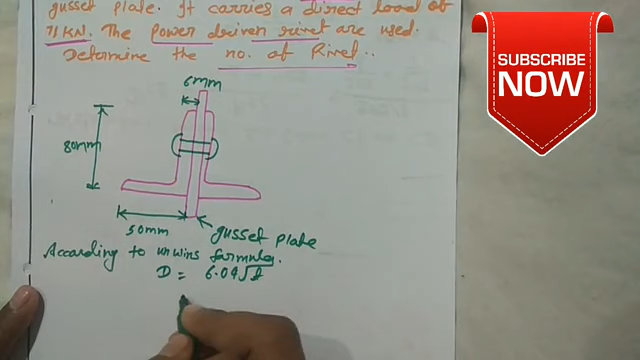 gusset plate. It carries a direct load of
71 KN. The power driven rivet are used.
Determine the no. of Rivet..
6mm
80mm
50mm
gusset plate
According to unwins formula.
D = 6.04√t
SUBSCRIBE
NOW